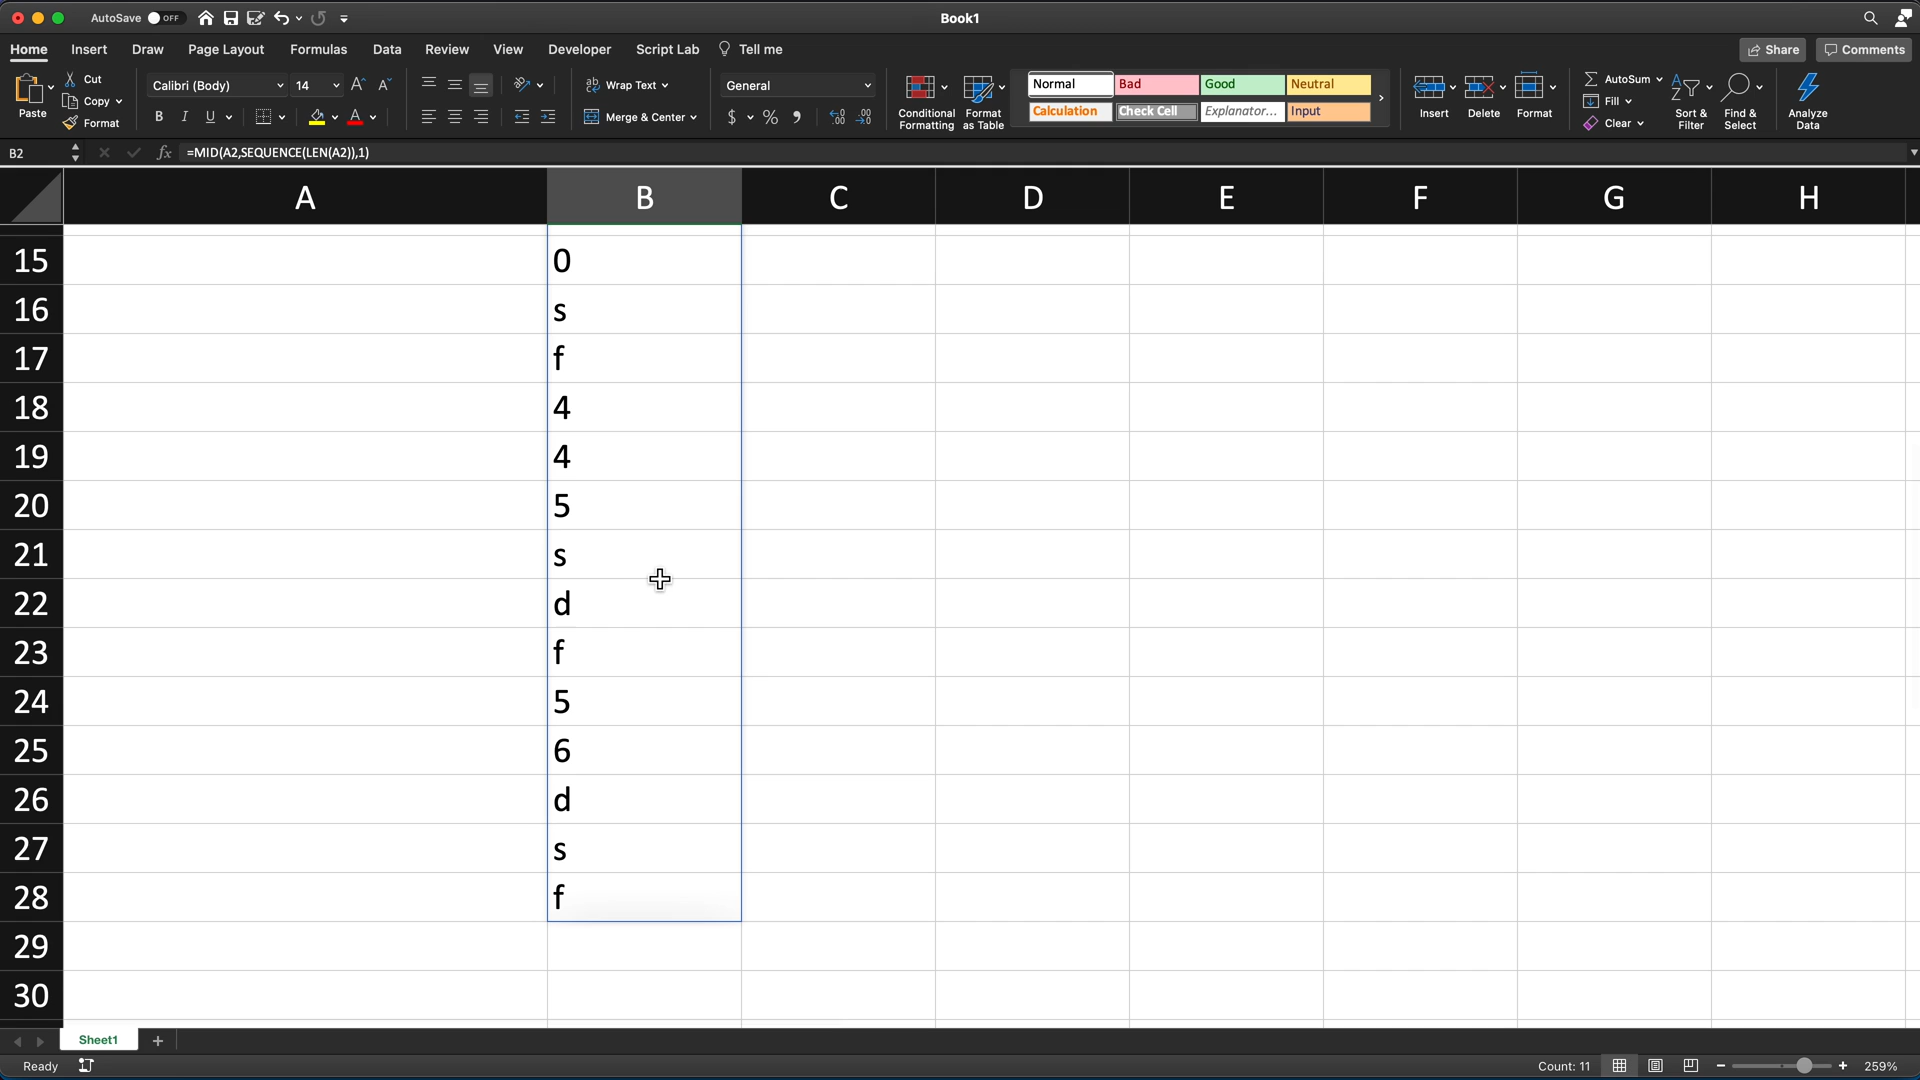 AutoSave OFF
Book1
Home Insert Draw Page Layout Formulas Data Review View Developer Script Lab Tell me
Share Comments
Paste
Cut
Copy
Format
Calibri (Body) 14 A^ A˅
B I U A
ab Wrap Text
Merge & Center
General
$ % 9
Conditional Formatting
Format as Table
Normal Bad Good Neutral
Calculation Check Cell Explanator... Input
Insert
Delete
Format
AutoSum
Fill
Clear
Sort & Filter
Find & Select
Analyze Data
B2 fx =MID(A2,SEQUENCE(LEN(A2)),1)
A B C D E F G H
15 0
16 s
17 f
18 4
19 4
20 5
21 s
22 d
23 f
24 5
25 6
26 d
27 s
28 f
29
30
Sheet1 +
Ready
Count: 11
259%